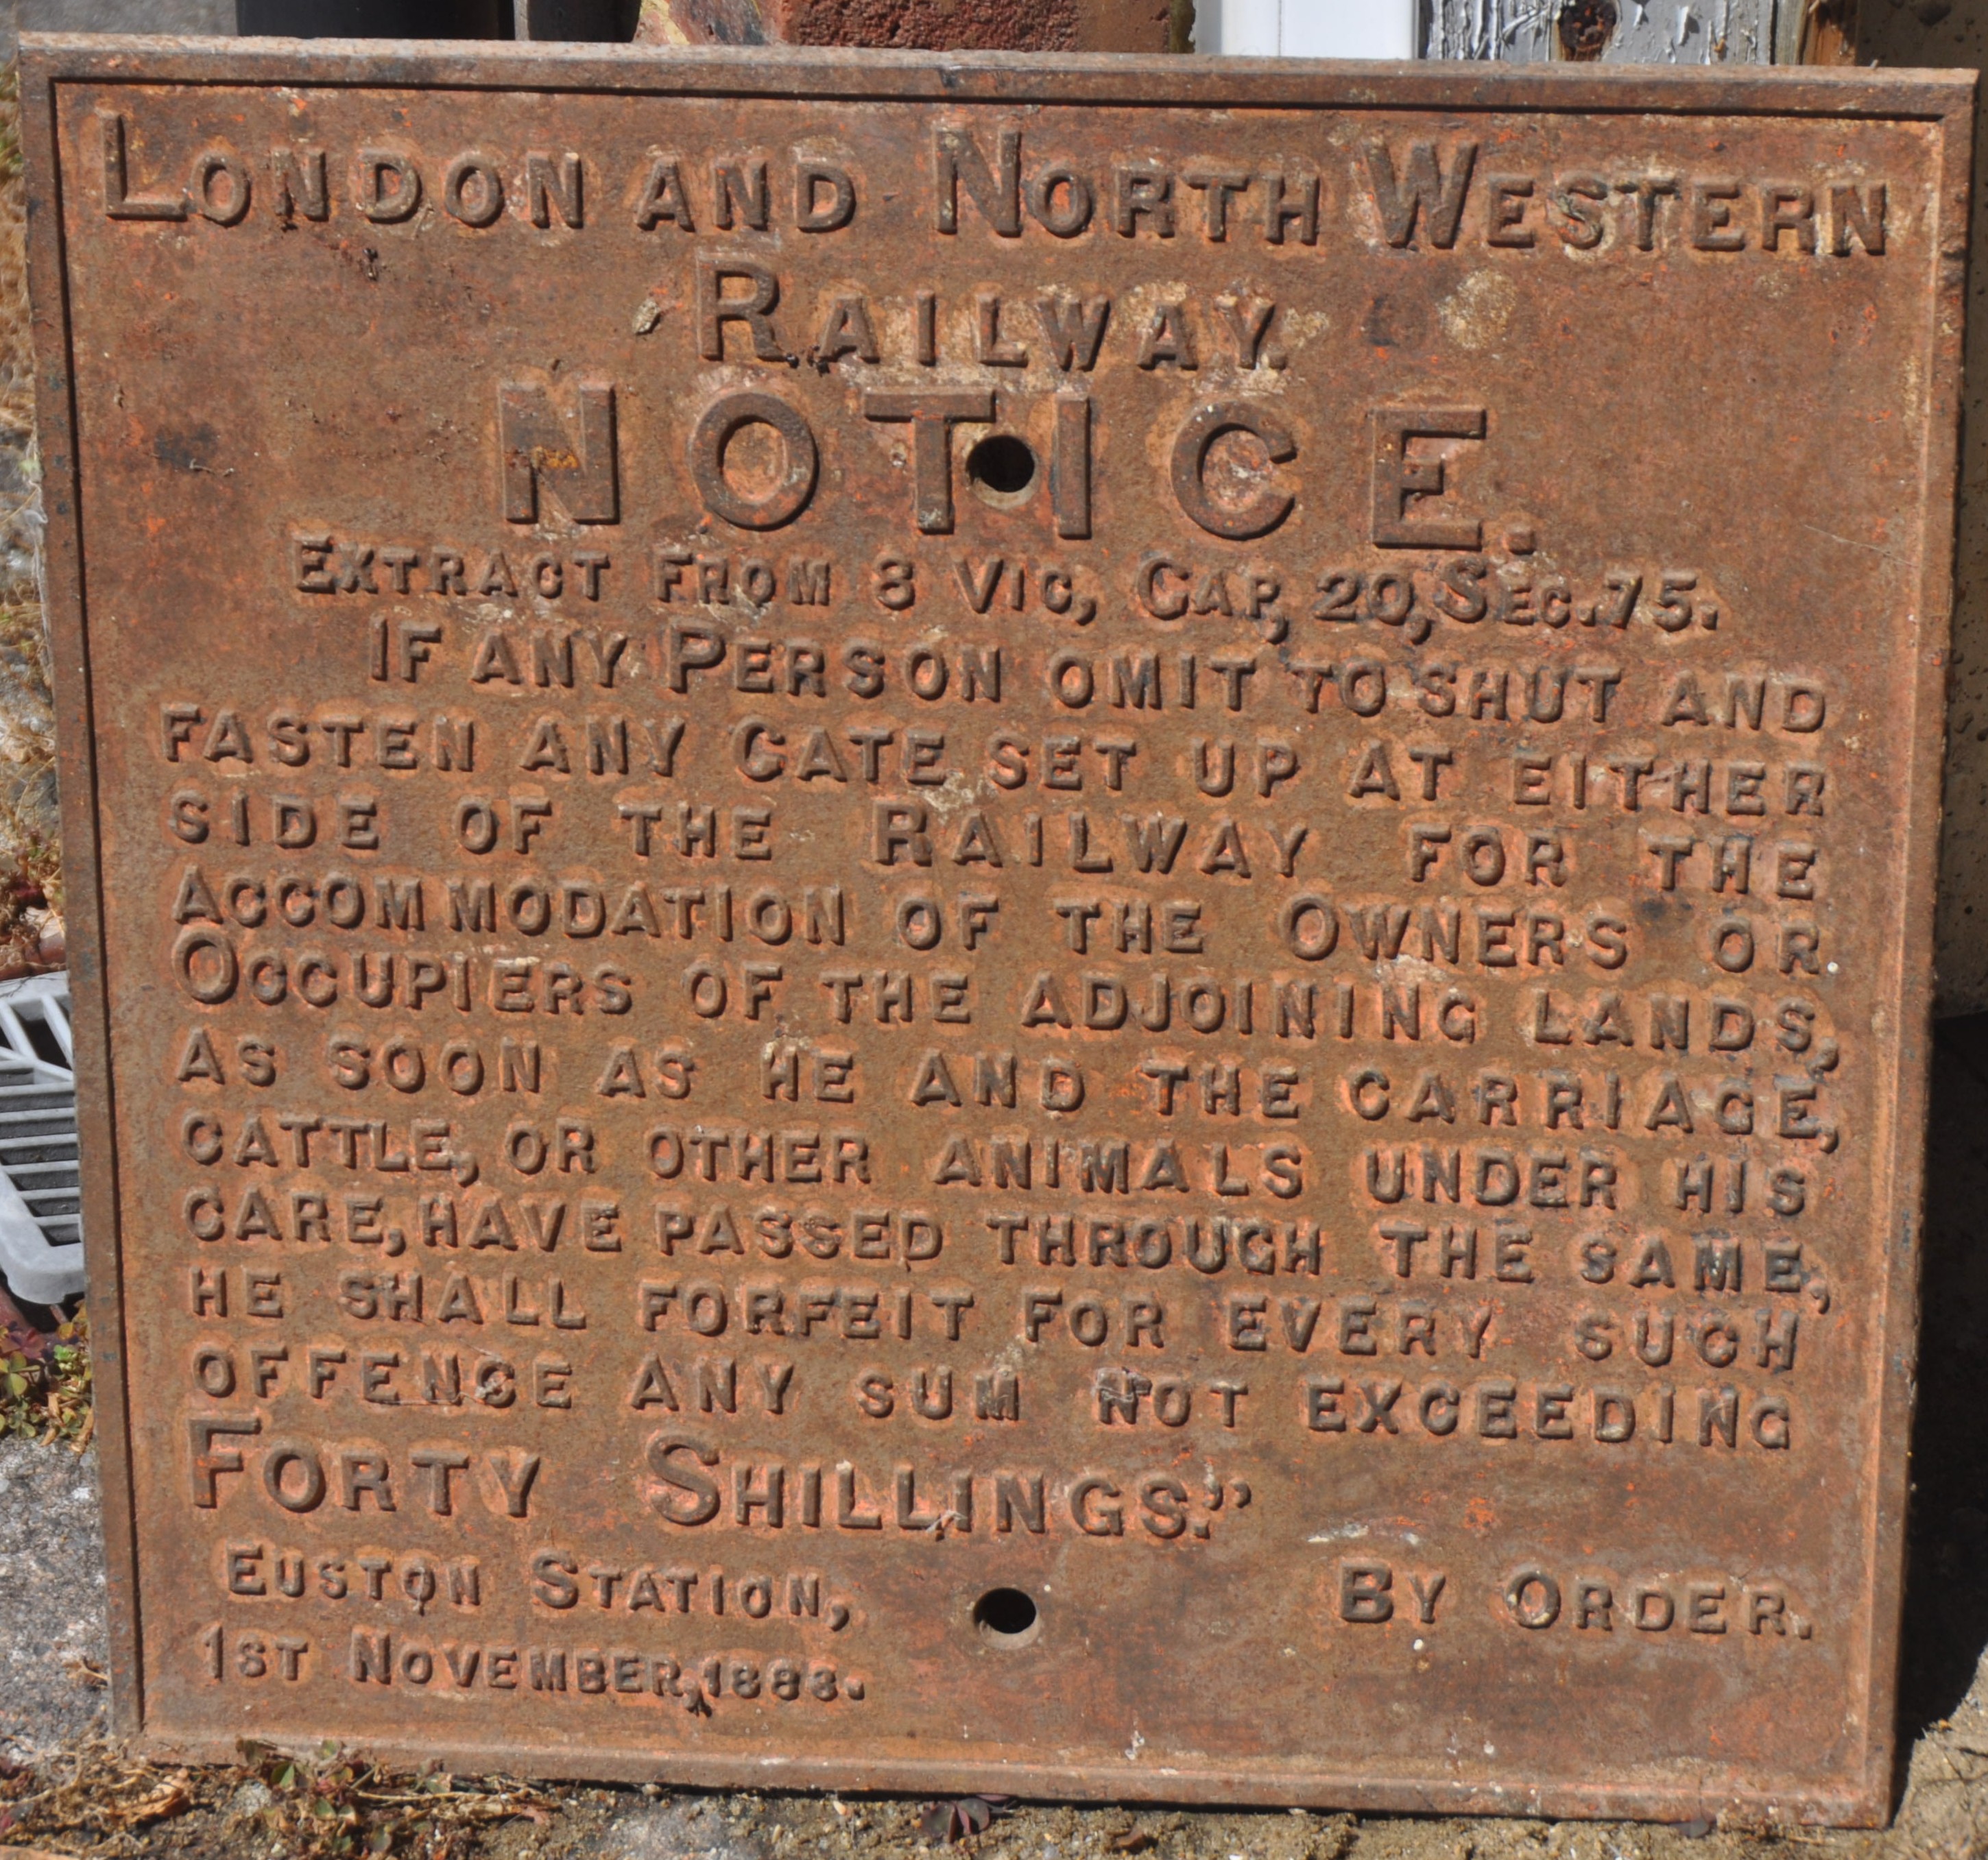 LONDON AND NORTH WESTERN
RAILWAY.
NOTICE.
EXTRACT FROM 8 VIC, CAP, 20, SEC. 75.
IF ANY PERSON OMIT TO SHUT AND
FASTEN ANY GATE SET UP AT EITHER
SIDE OF THE RAILWAY FOR THE
ACCOMMODATION OF THE OWNERS OR
OCCUPIERS OF THE ADJOINING LANDS,
AS SOON AS HE AND THE CARRIAGE,
CATTLE, OR OTHER ANIMALS UNDER HIS
CARE, HAVE PASSED THROUGH THE SAME,
HE SHALL FORFEIT FOR EVERY SUCH
OFFENCE ANY SUM NOT EXCEEDING
FORTY SHILLINGS."
EUSTON STATION, BY ORDER.
1ST NOVEMBER, 1883.